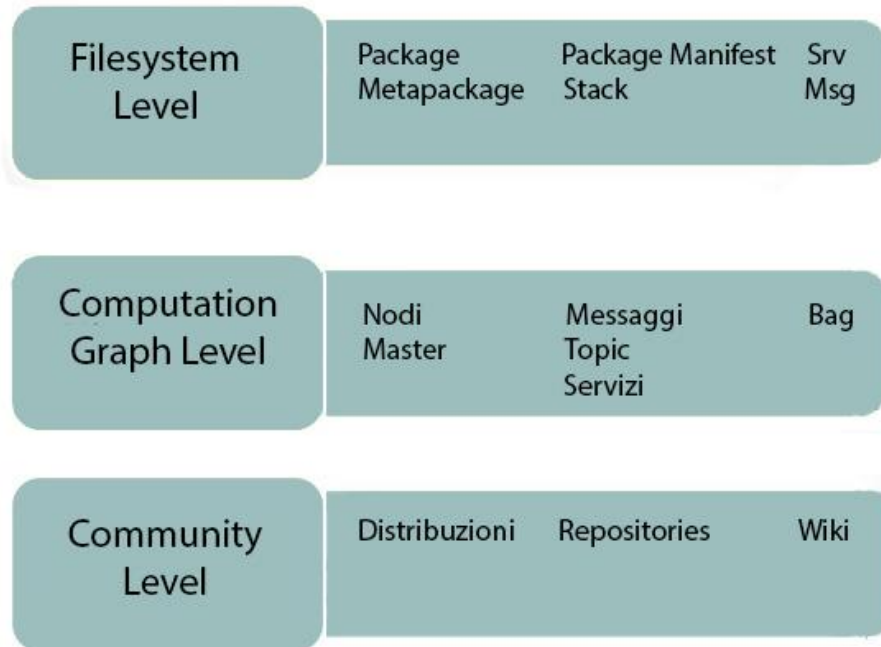 Filesystem
Level
Package
Metapackage
Package Manifest
Stack
Srv
Msg
Computation
Graph Level
Nodi
Master
Messaggi
Topic
Servizi
Bag
Community
Level
Distribuzioni
Repositories
Wiki